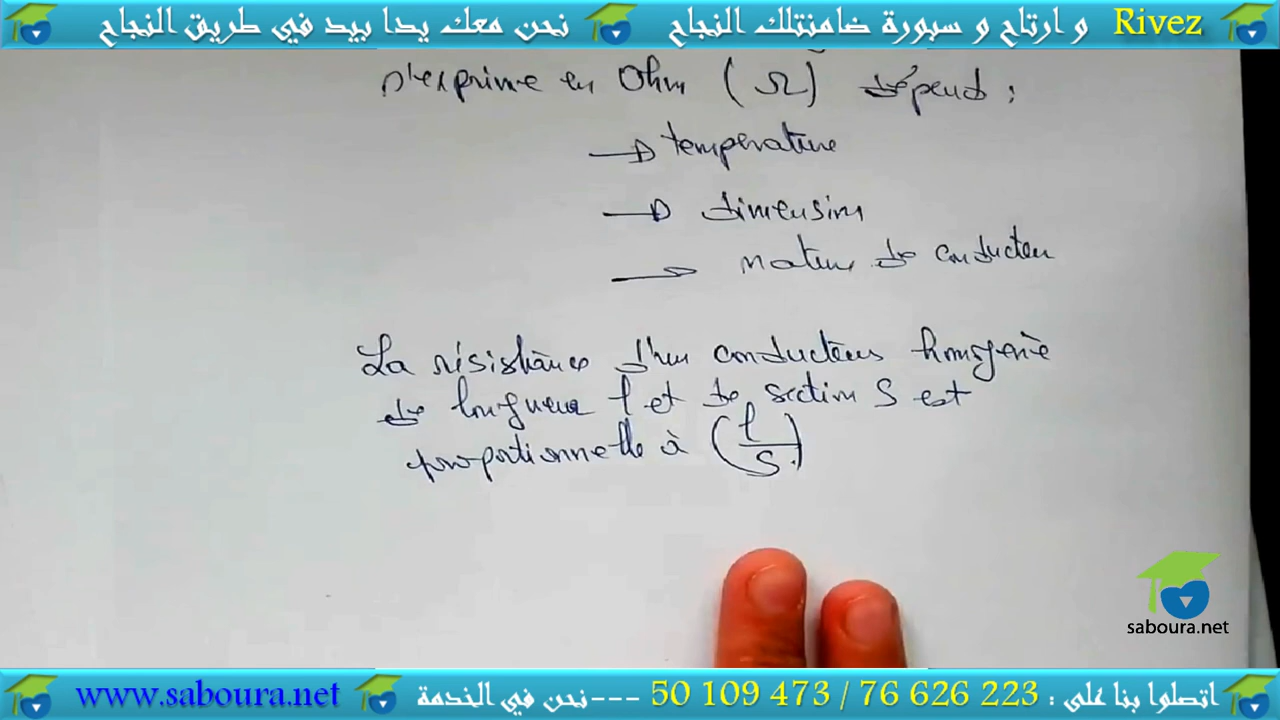 Rivez و ارتاح و سبورة ضامنتلك النجاح نحن معك يدا بيد في طريق النجاح
s'exprime en Ohm (Ω) dépend :
→ température
→ dimension
→ nature de conducteur
La résistance d'un conducteurs homogène
de longueur l et de section S est
proportionnelle à (l/S)
saboura.net
اتصلوا بنا على : 50 109 473 / 76 626 223 ---نحن في الخدمة www.saboura.net